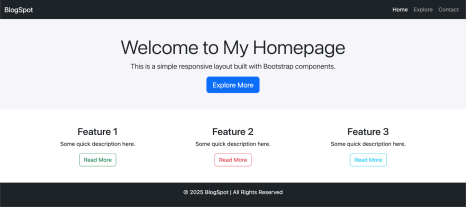 BlogSpot
Home Explore Contact
Welcome to My Homepage
This is a simple responsive layout built with Bootstrap components.
Explore More
Feature 1 Feature 2 Feature 3
Some quick description here. Some quick description here. Some quick description here.
Read More Read More Read More
© 2025 BlogSpot | All Rights Reserved